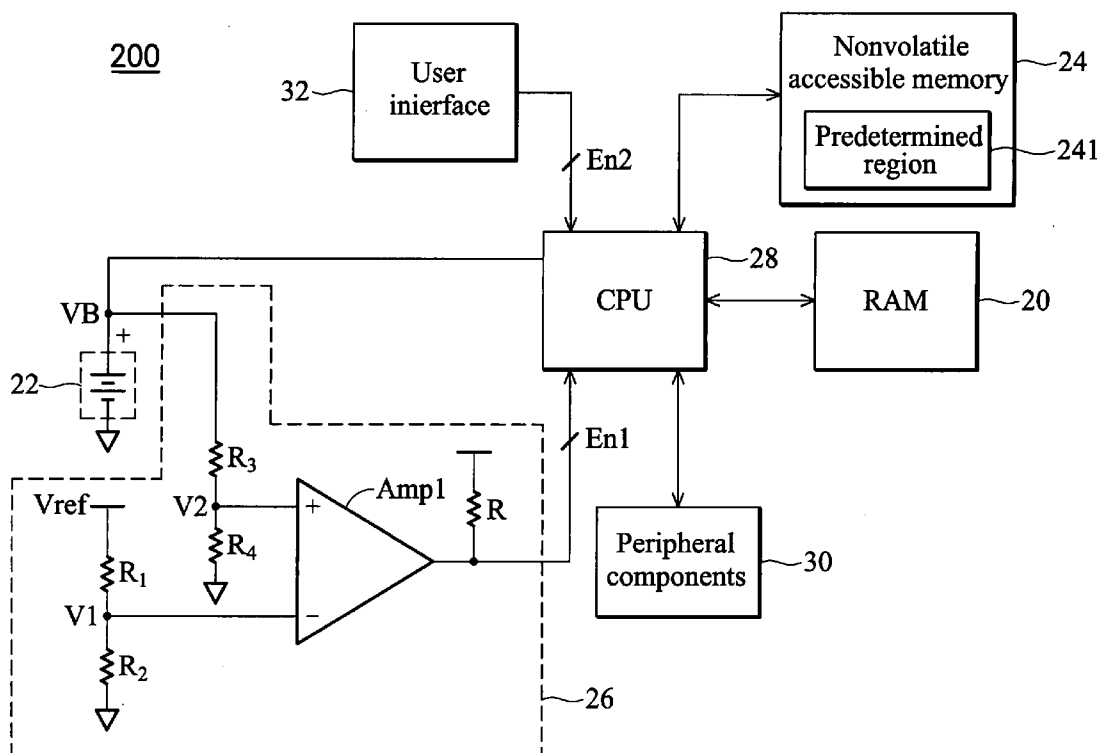 200
User
inierface
32
En2
Nonvolatile
accessible memory
Predetermined
region
24
241
CPU
28
RAM
20
VB
+
22
En1
R3
V2
R4
Vref
R1
V1
R2
+
−
Amp1
R
Peripheral
components
30
26